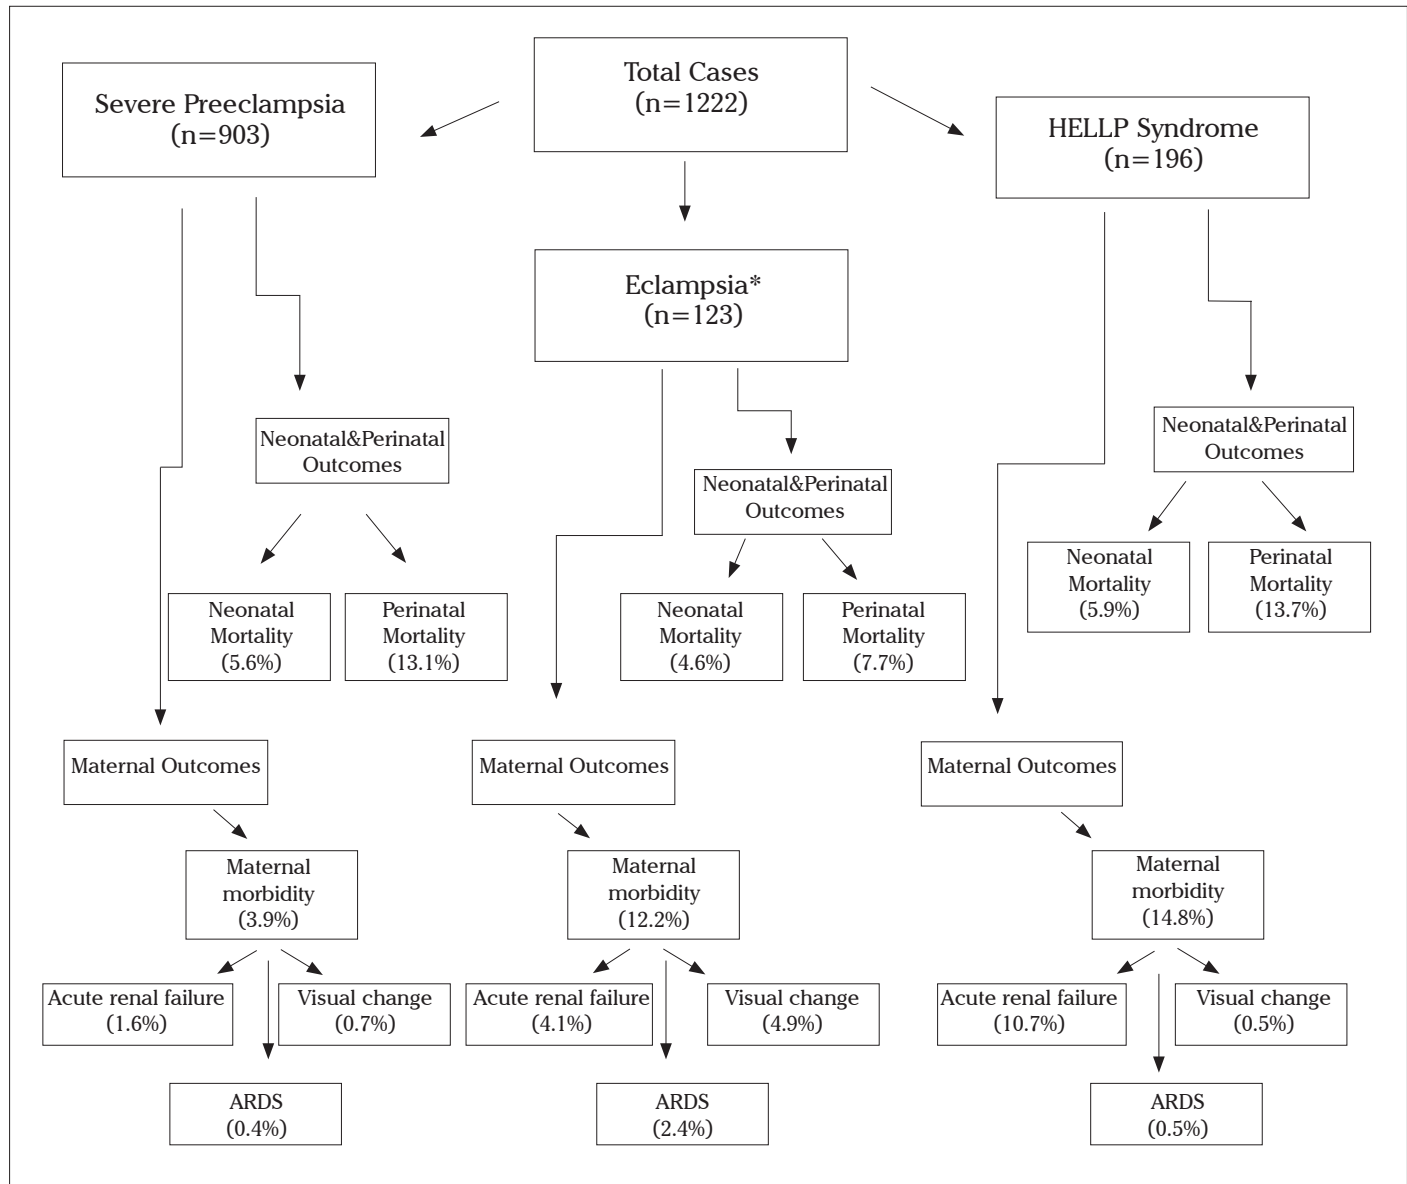 Total Cases
(n=1222)
Severe Preeclampsia
(n=903)
HELLP Syndrome
(n=196)
Eclampsia*
(n=123)
Neonatal&Perinatal
Outcomes
Neonatal
Mortality
(5.6%)
Perinatal
Mortality
(13.1%)
Neonatal&Perinatal
Outcomes
Neonatal
Mortality
(4.6%)
Perinatal
Mortality
(7.7%)
Neonatal&Perinatal
Outcomes
Neonatal
Mortality
(5.9%)
Perinatal
Mortality
(13.7%)
Maternal Outcomes
Maternal
morbidity
(3.9%)
Acute renal failure
(1.6%)
Visual change
(0.7%)
ARDS
(0.4%)
Maternal Outcomes
Maternal
morbidity
(12.2%)
Acute renal failure
(4.1%)
Visual change
(4.9%)
ARDS
(2.4%)
Maternal Outcomes
Maternal
morbidity
(14.8%)
Acute renal failure
(10.7%)
Visual change
(0.5%)
ARDS
(0.5%)